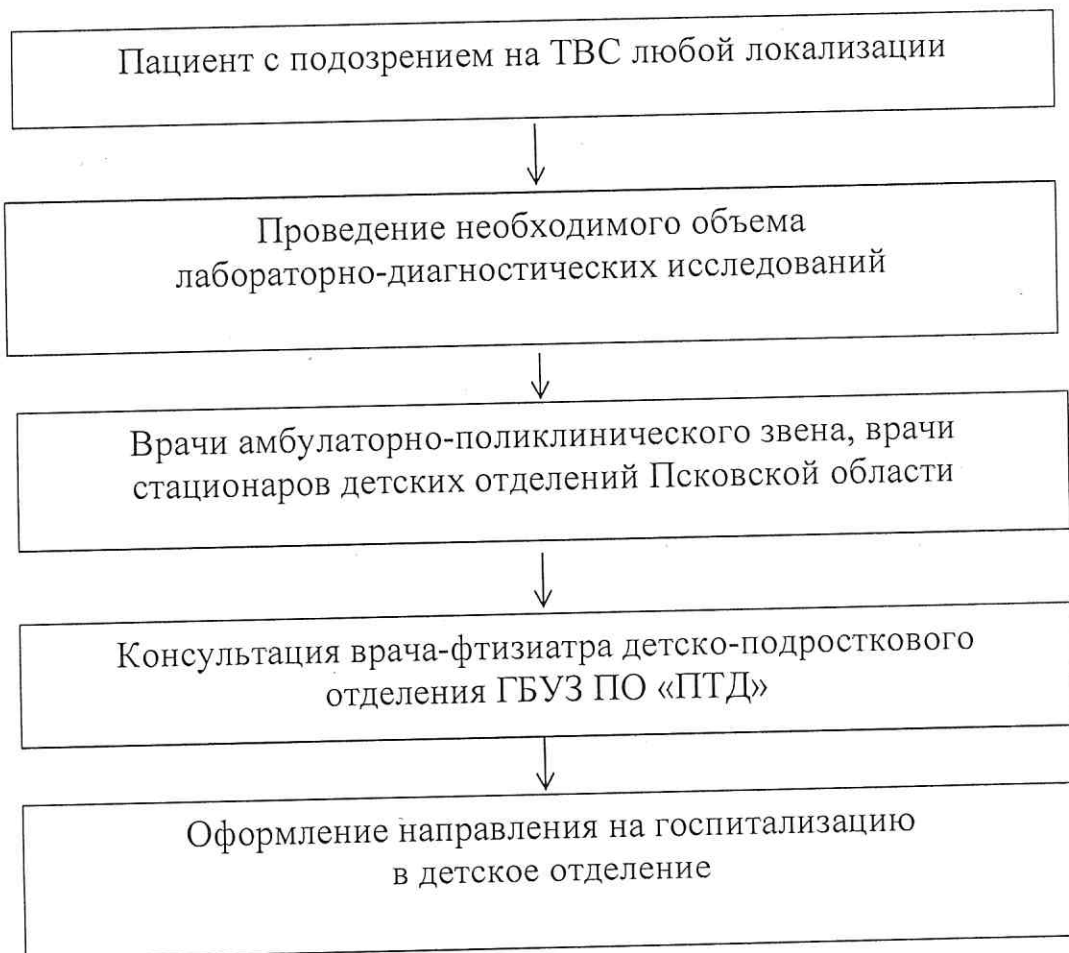 Пациент с подозрением на ТВС любой локализации
Проведение необходимого объема
лабораторно-диагностических исследований
Врачи амбулаторно-поликлинического звена, врачи
стационаров детских отделений Псковской области
Консультация врача-фтизиатра детско-подросткового
отделения ГБУЗ ПО «ПТД»
Оформление направления на госпитализацию
в детское отделение